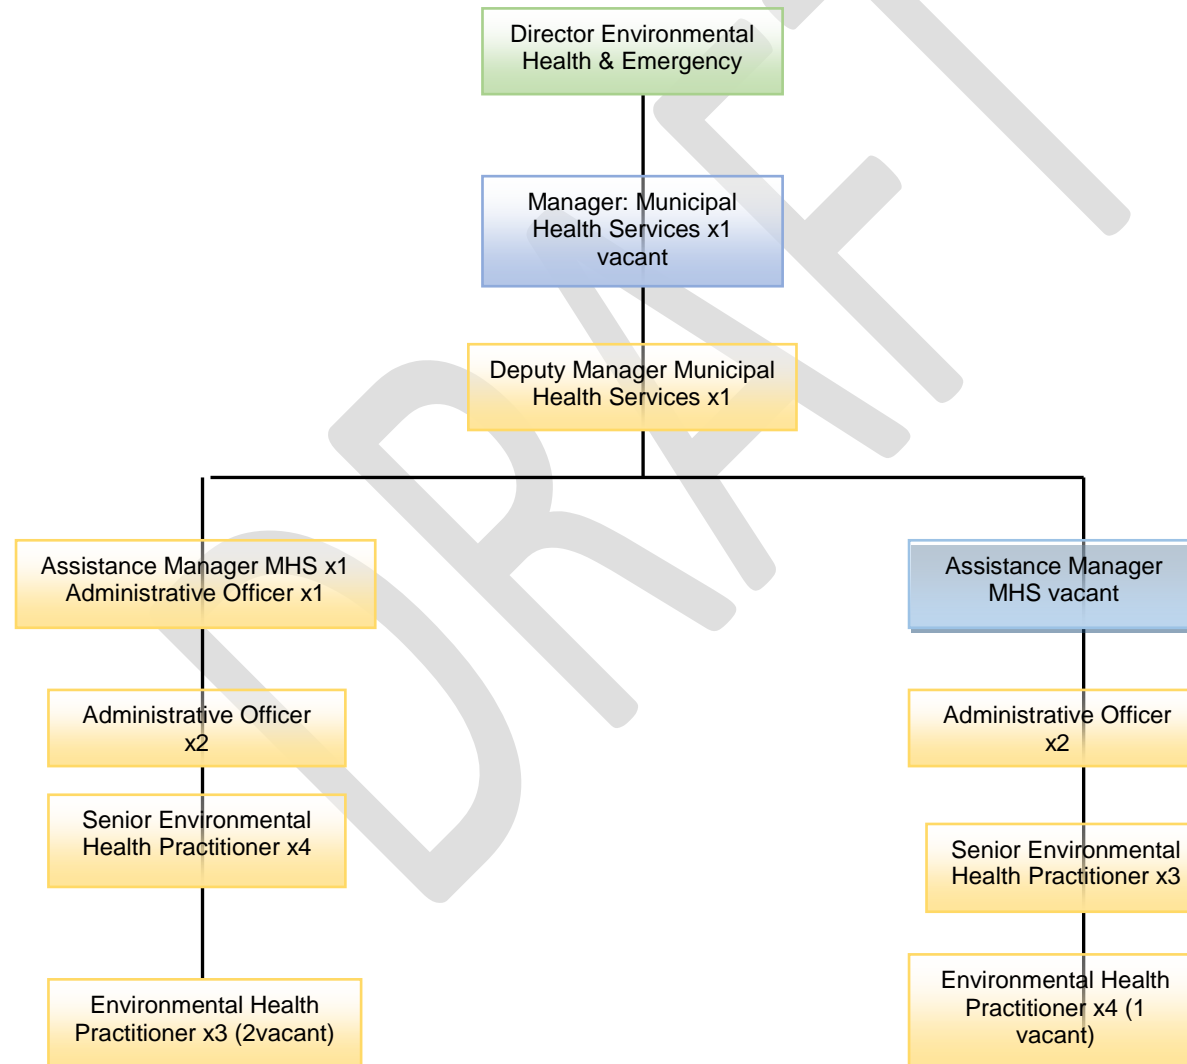 Director Environmental
Health & Emergency
Manager: Municipal
Health Services x1
vacant
Deputy Manager Municipal
Health Services x1
Assistance Manager MHS x1
Administrative Officer x1
Assistance Manager
MHS vacant
Administrative Officer
x2
Administrative Officer
x2
Senior Environmental
Health Practitioner x4
Senior Environmental
Health Practitioner x3
Environmental Health
Practitioner x3 (2vacant)
Environmental Health
Practitioner x4 (1
vacant)
DRAFT